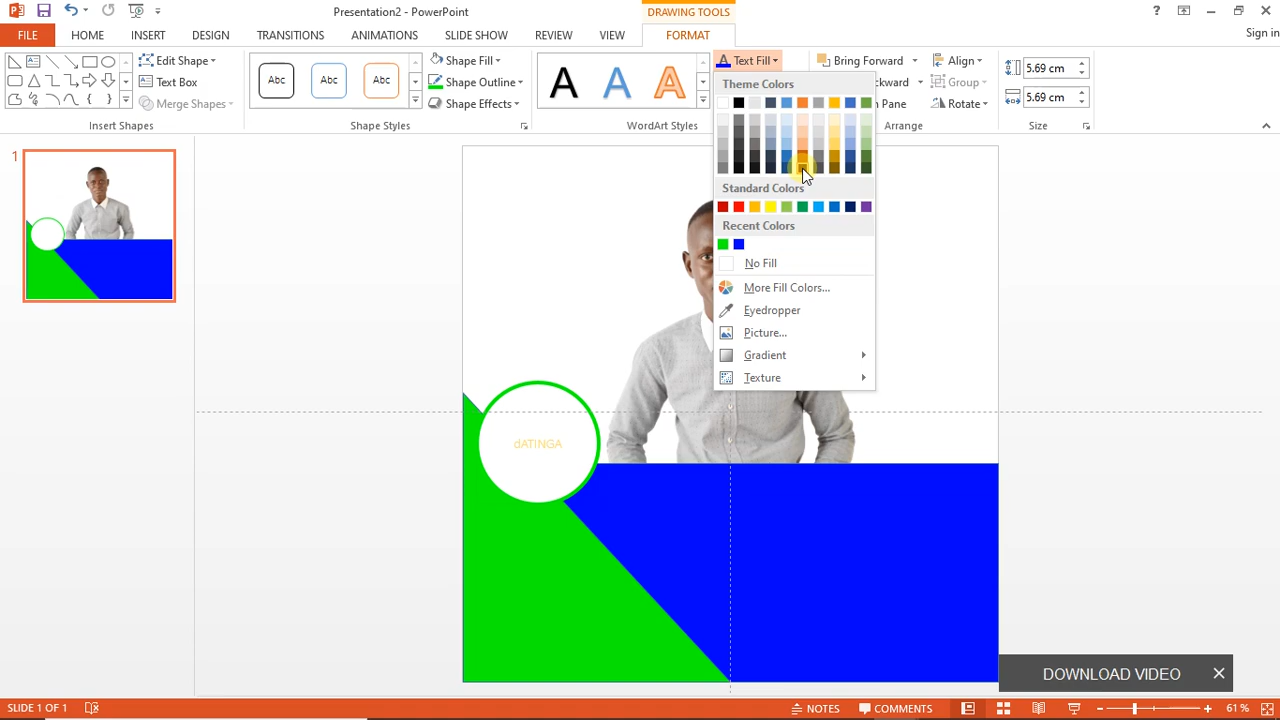 Presentation2 - PowerPoint
DRAWING TOOLS
?
Sign in
FILE HOME INSERT DESIGN TRANSITIONS ANIMATIONS SLIDE SHOW REVIEW VIEW FORMAT
Edit Shape
Text Box
Merge Shapes
Insert Shapes
Abc Abc Abc
Shape Fill
Shape Outline
Shape Effects
Shape Styles
A A A
WordArt Styles
A Text Fill
Theme Colors
Standard Colors
Recent Colors
No Fill
More Fill Colors...
Eyedropper
Picture...
Gradient
Texture
Bring Forward
ckward
n Pane
Align
Group
Rotate
Arrange
5.69 cm
5.69 cm
Size
1
dATINGA
DOWNLOAD VIDEO
SLIDE 1 OF 1
NOTES
COMMENTS
61 %